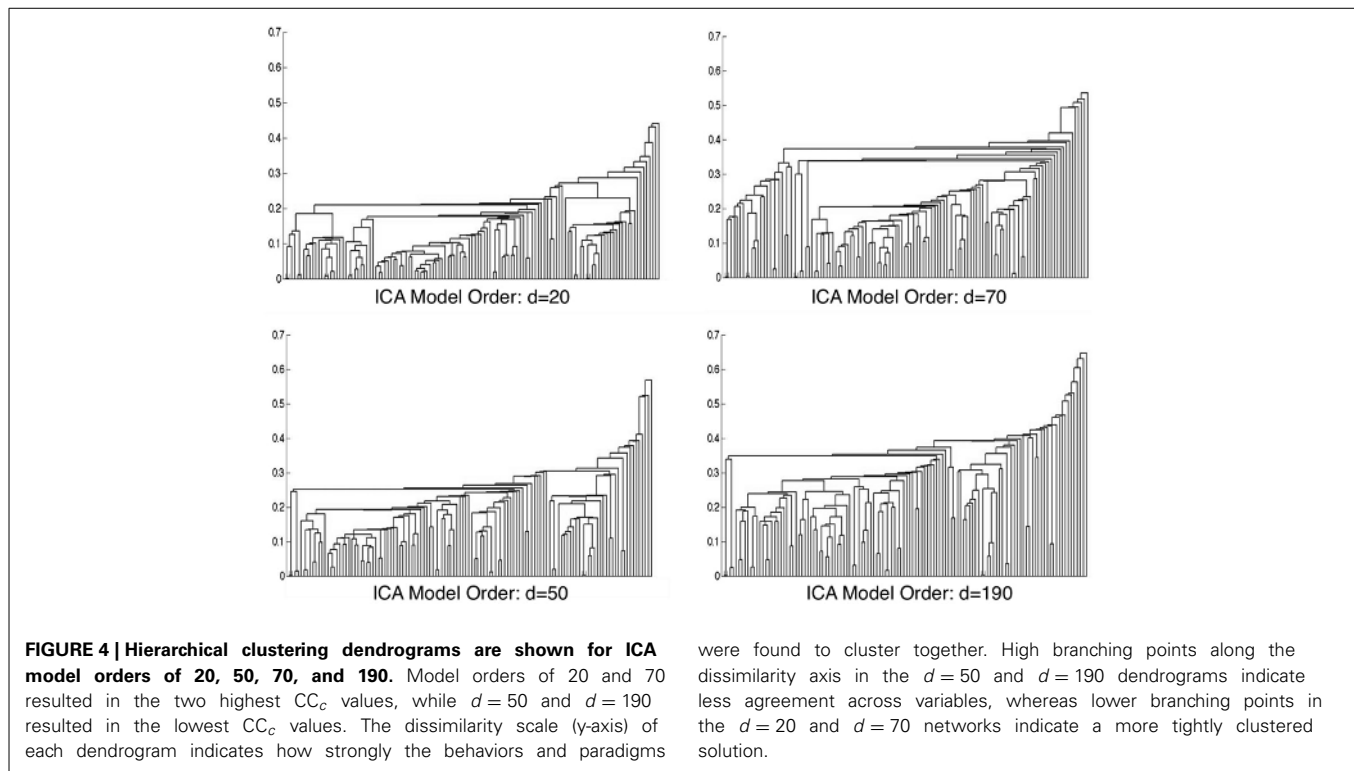 0.7
0.6
0.5
0.4
0.3
0.2
0.1
0
ICA Model Order: d=20
0.7
0.6
0.5
0.4
0.3
0.2
0.1
0
ICA Model Order: d=70
0.7
0.6
0.5
0.4
0.3
0.2
0.1
0
ICA Model Order: d=50
0.7
0.6
0.5
0.4
0.3
0.2
0.1
0
ICA Model Order: d=190
FIGURE 4 | Hierarchical clustering dendrograms are shown for ICA
model orders of 20, 50, 70, and 190. Model orders of 20 and 70
resulted in the two highest CCc values, while d = 50 and d = 190
resulted in the lowest CCc values. The dissimilarity scale (y-axis) of
each dendrogram indicates how strongly the behaviors and paradigms
were found to cluster together. High branching points along the
dissimilarity axis in the d = 50 and d = 190 dendrograms indicate
less agreement across variables, whereas lower branching points in
the d = 20 and d = 70 networks indicate a more tightly clustered
solution.